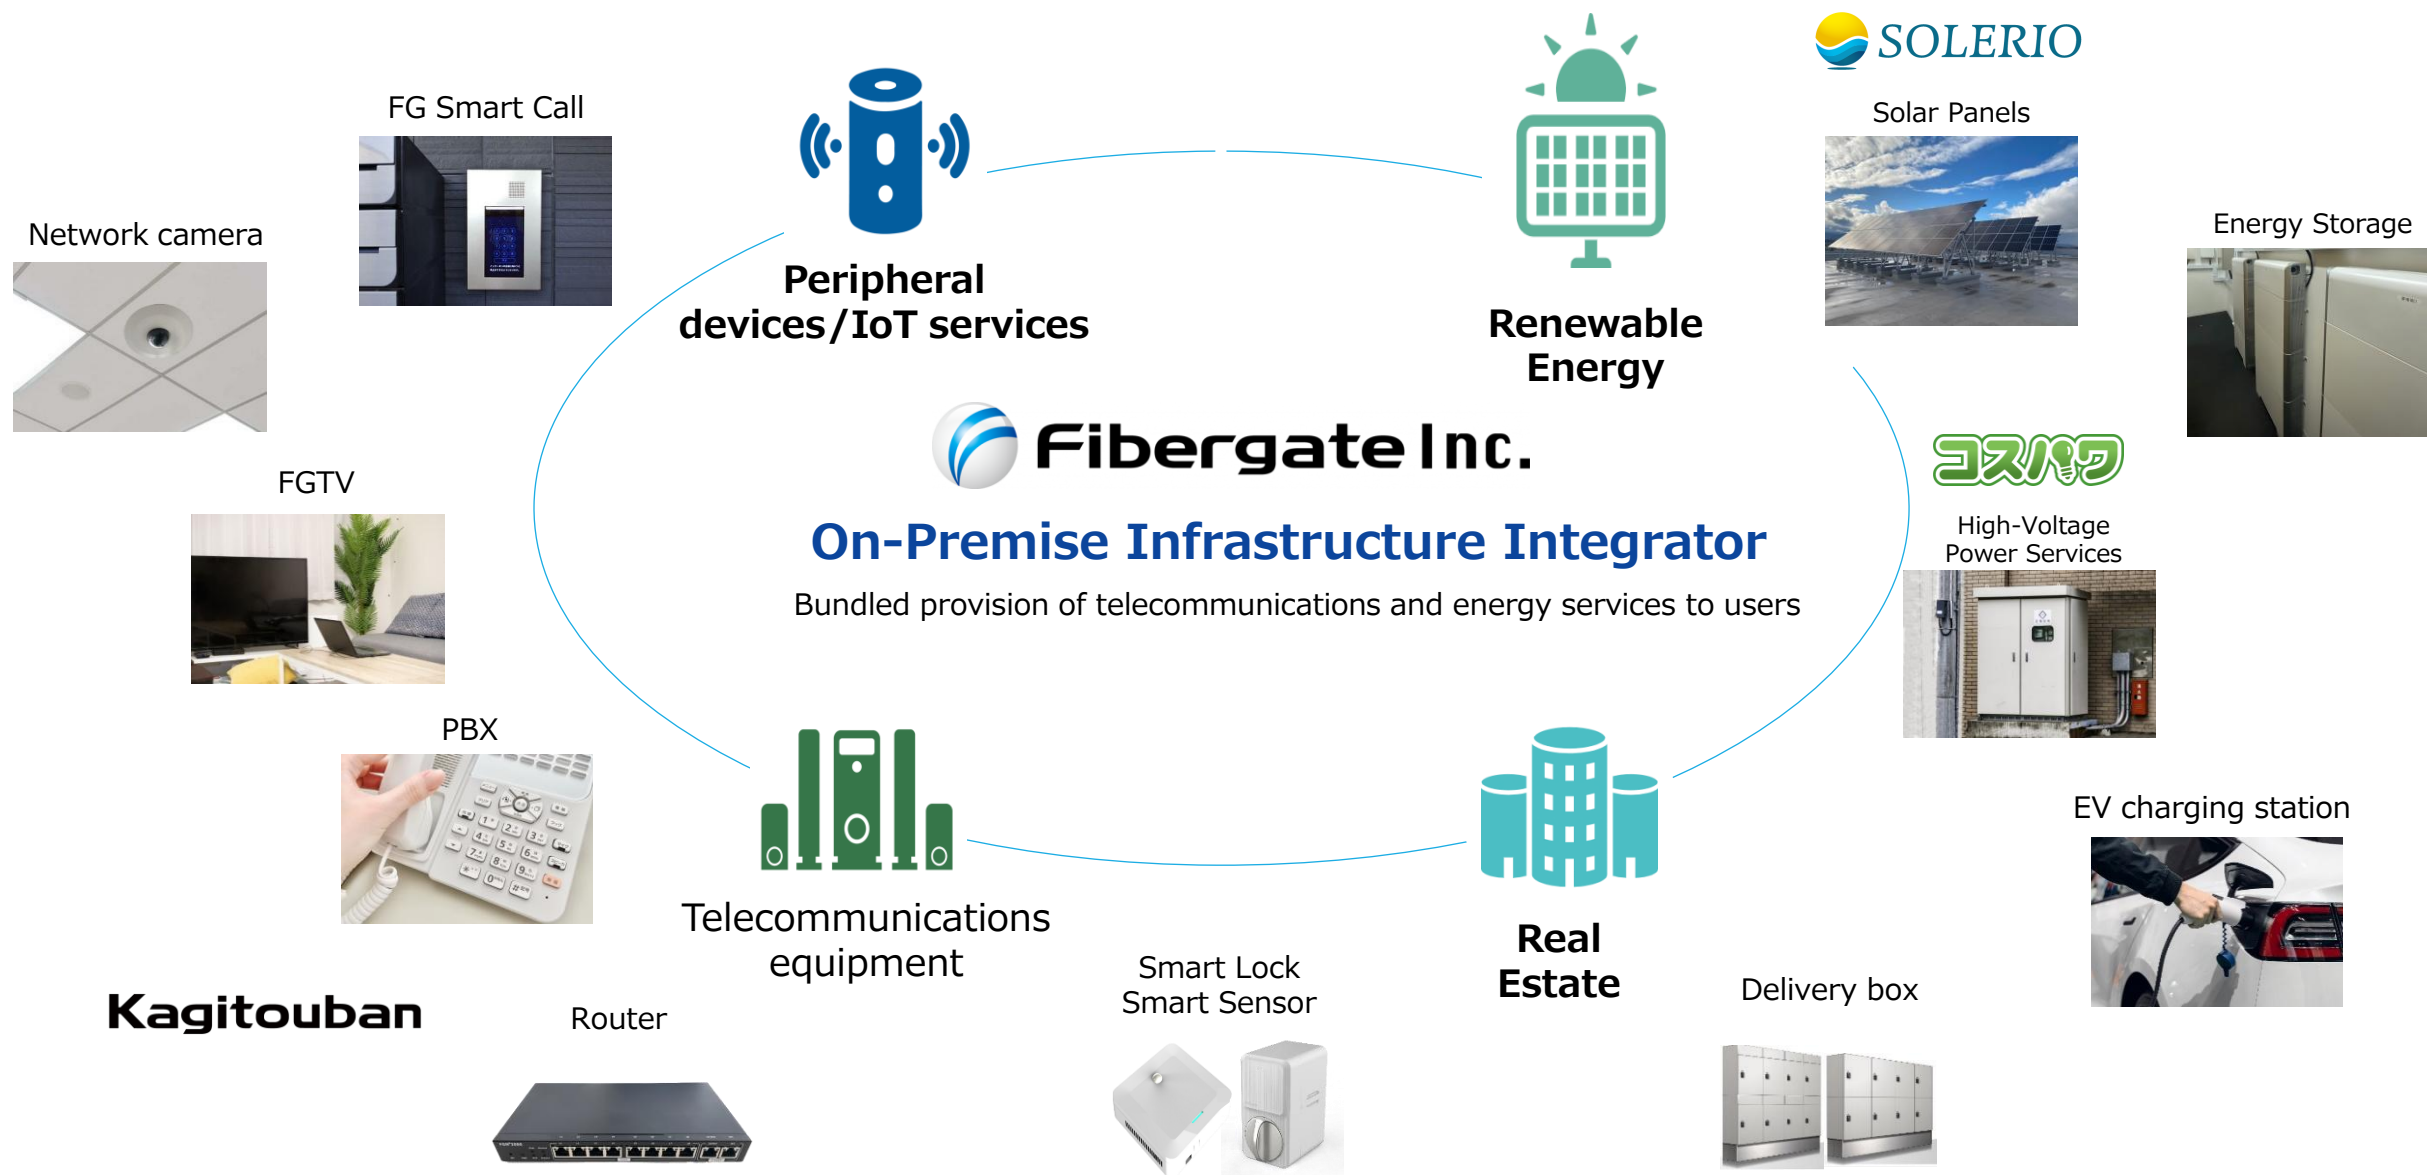 SOLERIO
FG Smart Call
Solar Panels
Network camera
Energy Storage
Peripheral
devices/IoT services
Renewable
Energy
Fibergate Inc.
コスパワ
FGTV
On-Premise Infrastructure Integrator
High-Voltage
Power Services
Bundled provision of telecommunications and energy services to users
PBX
EV charging station
Telecommunications
equipment
Real
Estate
Smart Lock
Smart Sensor
Delivery box
Kagitouban
Router